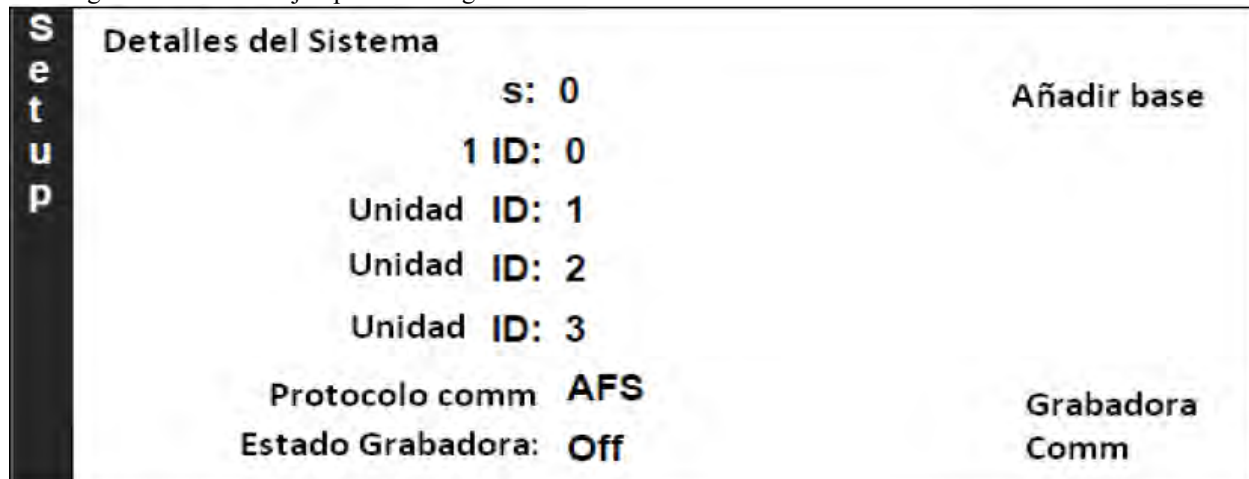 Setup
Detalles del Sistema
s: 0
Añadir base
1 ID: 0
Unidad ID: 1
Unidad ID: 2
Unidad ID: 3
Protocolo comm AFS
Estado Grabadora: Off
Grabadora
Comm